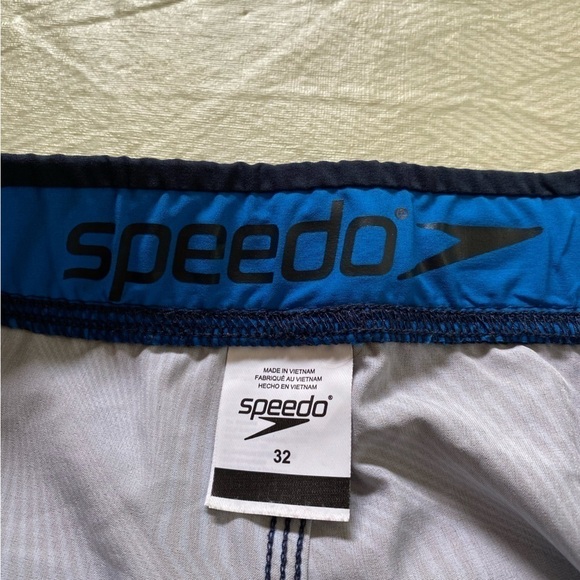 speedo®
MADE IN VIETNAM
FABRIQUÉ AU VIETNAM
HECHO EN VIETNAM
speedo
32